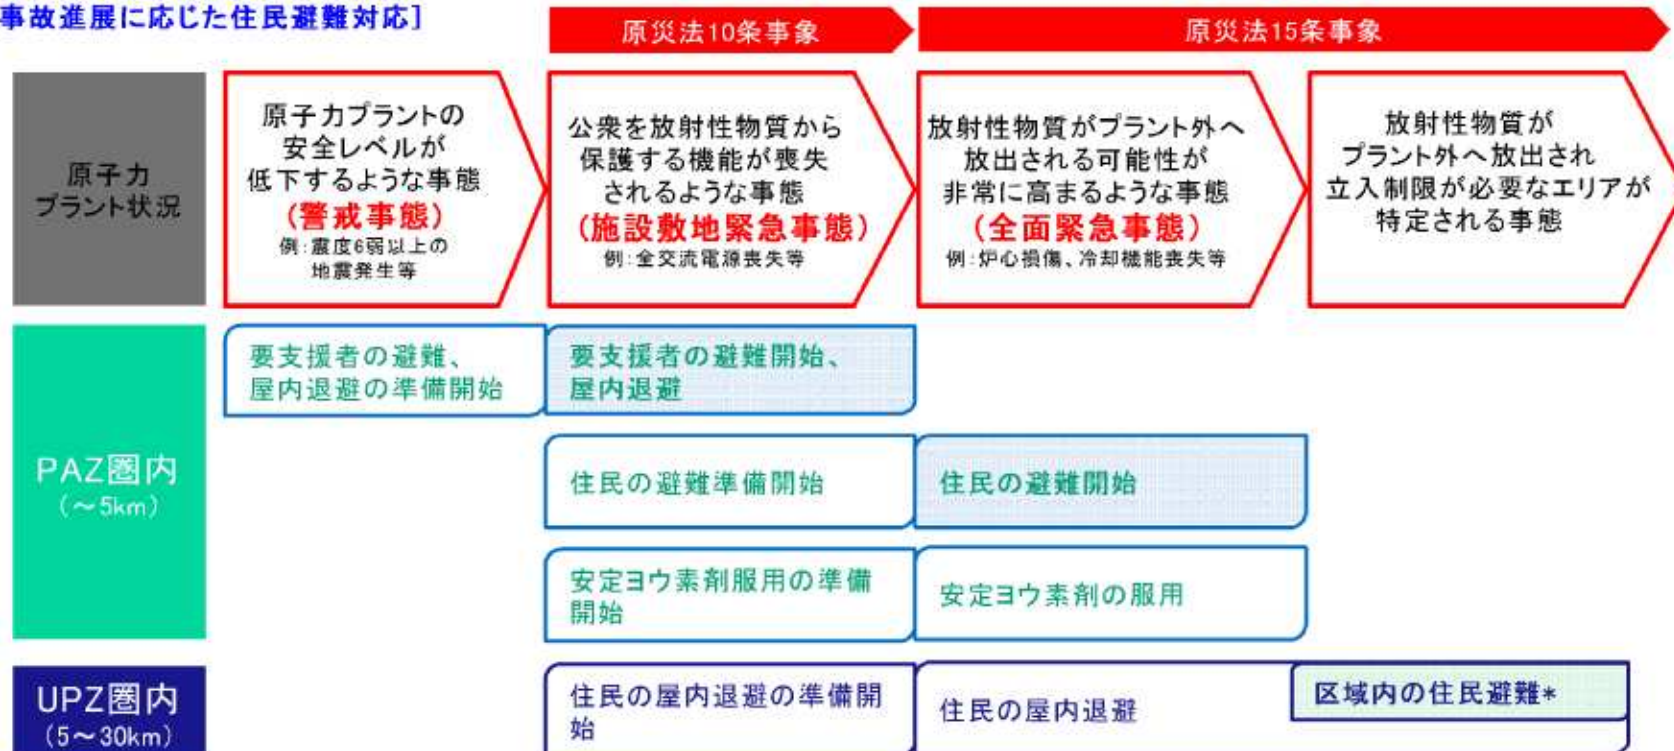 事故進展に応じた住民避難対応]
原災法10条事象
原災法15条事象
原子力
プラント状況
原子力プラントの
安全レベルが
低下するような事態
(警戒事態)
例:震度6弱以上の
地震発生等
公衆を放射性物質から
保護する機能が喪失
されるような事態
(施設敷地緊急事態)
例:全交流電源喪失等
放射性物質がプラント外へ
放出される可能性が
非常に高まるような事態
(全面緊急事態)
例:炉心損傷、冷却機能喪失等
放射性物質が
プラント外へ放出され
立入制限が必要なエリアが
特定される事態
PAZ圏内
(~5km)
要支援者の避難、
屋内退避の準備開始
要支援者の避難開始、
屋内退避
住民の避難準備開始
住民の避難開始
安定ヨウ素剤服用の準備
開始
安定ヨウ素剤の服用
UPZ圏内
(5~30km)
住民の屋内退避の準備開
始
住民の屋内退避
区域内の住民避難*